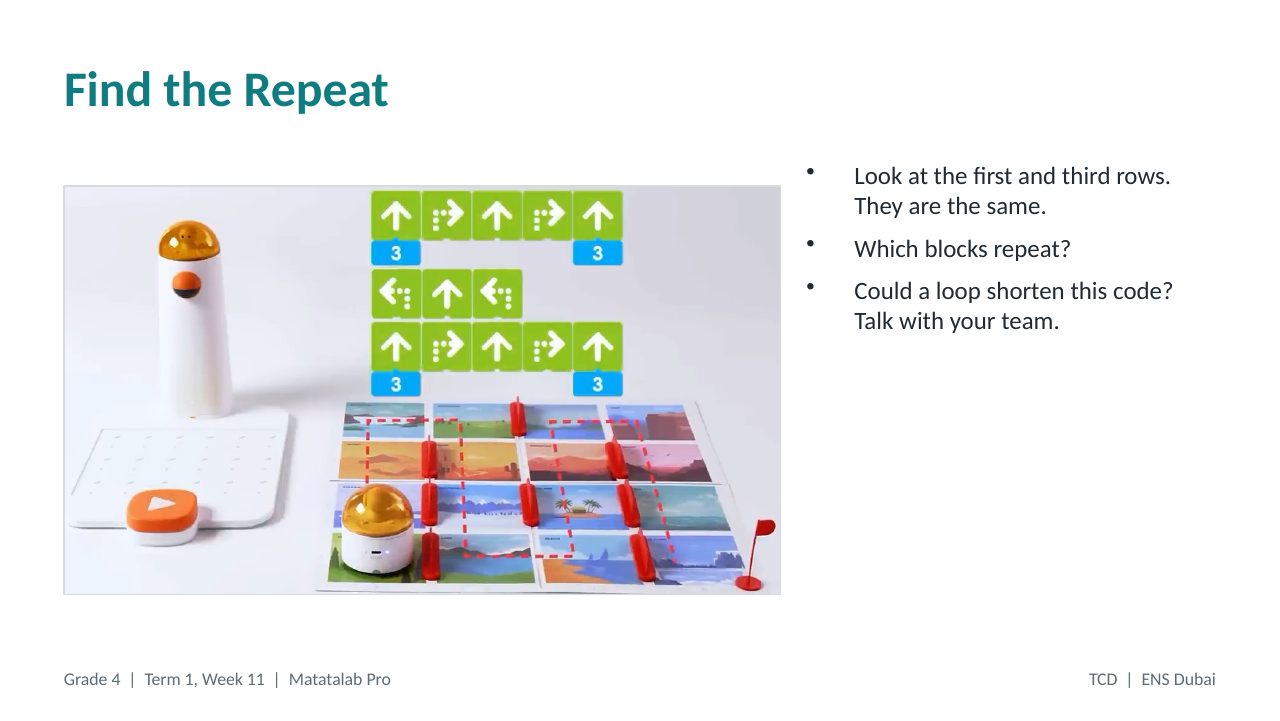 Find the Repeat
3 3
3 3
• Look at the first and third rows.
They are the same.
• Which blocks repeat?
• Could a loop shorten this code?
Talk with your team.
Grade 4 | Term 1, Week 11 | Matatalab Pro
TCD | ENS Dubai